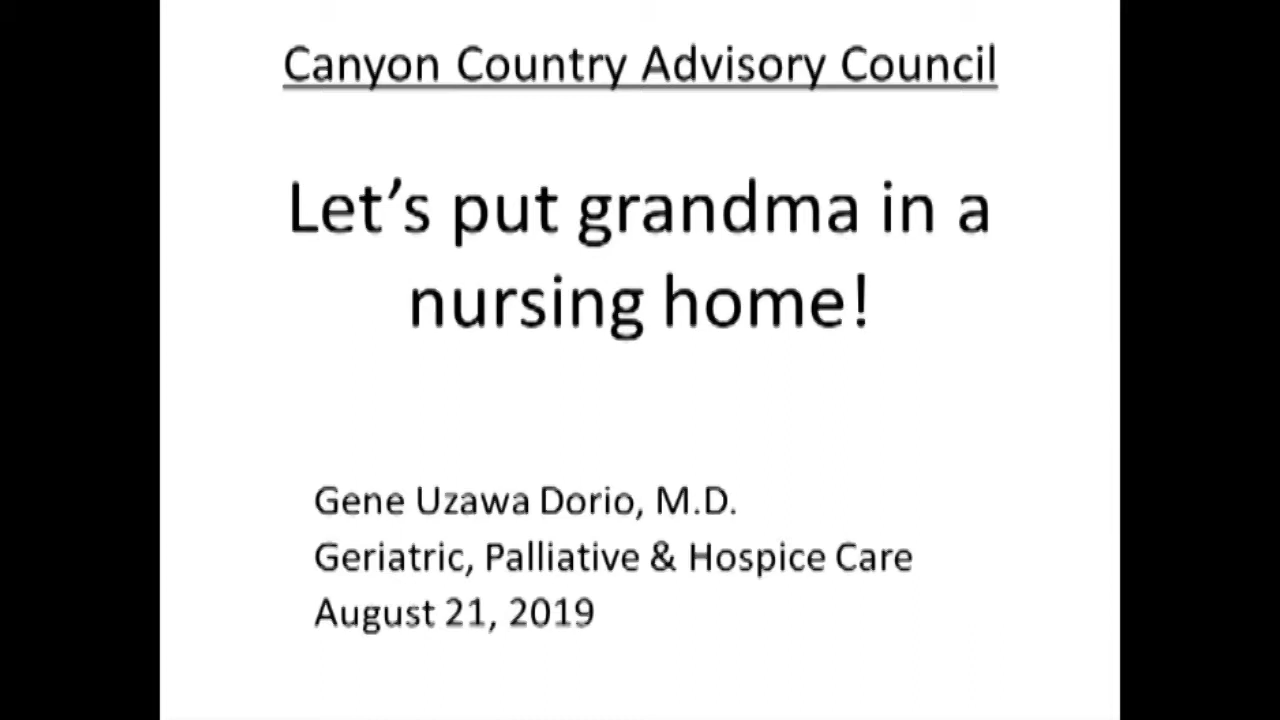 Canyon Country Advisory Council
Let’s put grandma in a
nursing home!
Gene Uzawa Dorio, M.D.
Geriatric, Palliative & Hospice Care
August 21, 2019